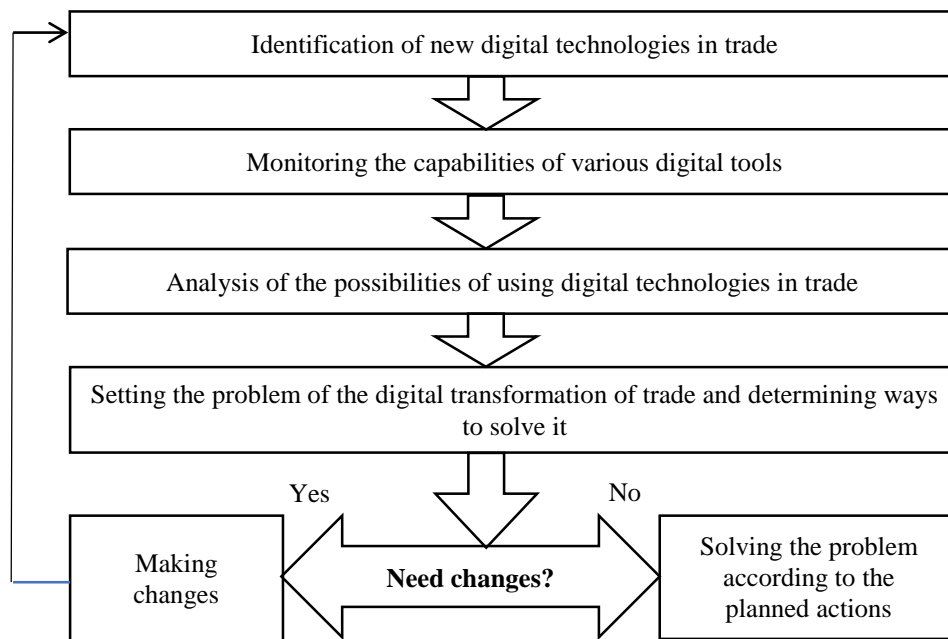 Identification of new digital technologies in trade
Monitoring the capabilities of various digital tools
Analysis of the possibilities of using digital technologies in trade
Setting the problem of the digital transformation of trade and determining ways
to solve it
Yes
No
Making
changes
Need changes?
Solving the problem
according to the
planned actions